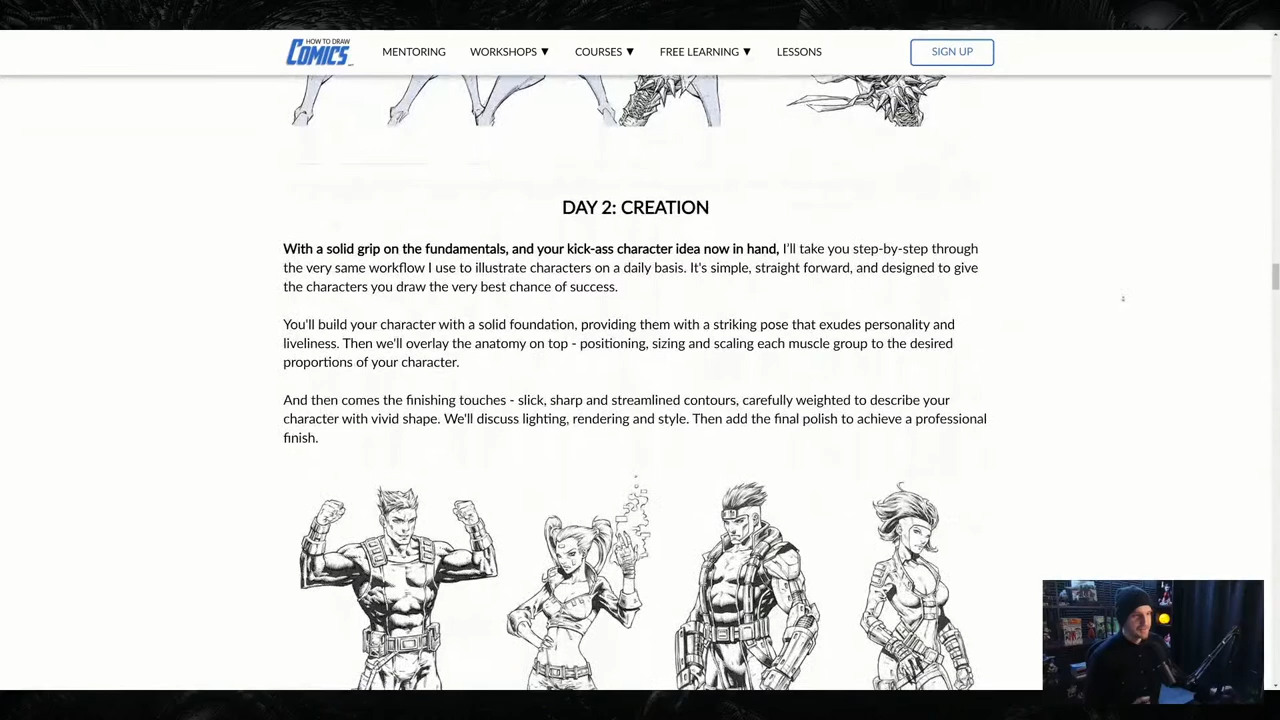 HOW TO DRAW
COMICS
MENTORING
WORKSHOPS ▼
COURSES ▼
FREE LEARNING ▼
LESSONS
SIGN UP
DAY 2: CREATION
With a solid grip on the fundamentals, and your kick-ass character idea now in hand, I'll take you step-by-step through
the very same workflow I use to illustrate characters on a daily basis. It's simple, straight forward, and designed to give
the characters you draw the very best chance of success.
You'll build your character with a solid foundation, providing them with a striking pose that exudes personality and
liveliness. Then we'll overlay the anatomy on top - positioning, sizing and scaling each muscle group to the desired
proportions of your character.
And then comes the finishing touches - slick, sharp and streamlined contours, carefully weighted to describe your
character with vivid shape. We'll discuss lighting, rendering and style. Then add the final polish to achieve a professional
finish.